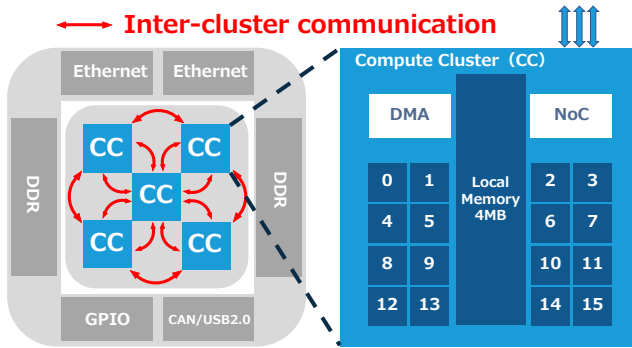 Inter-cluster communication
Ethernet
Ethernet
DDR
CC
CC
CC
CC
CC
DDR
GPIO
CAN/USB2.0
Compute Cluster（CC）
DMA
NoC
Local
Memory
4MB
0 1
2 3
4 5
6 7
8 9
10 11
12 13
14 15